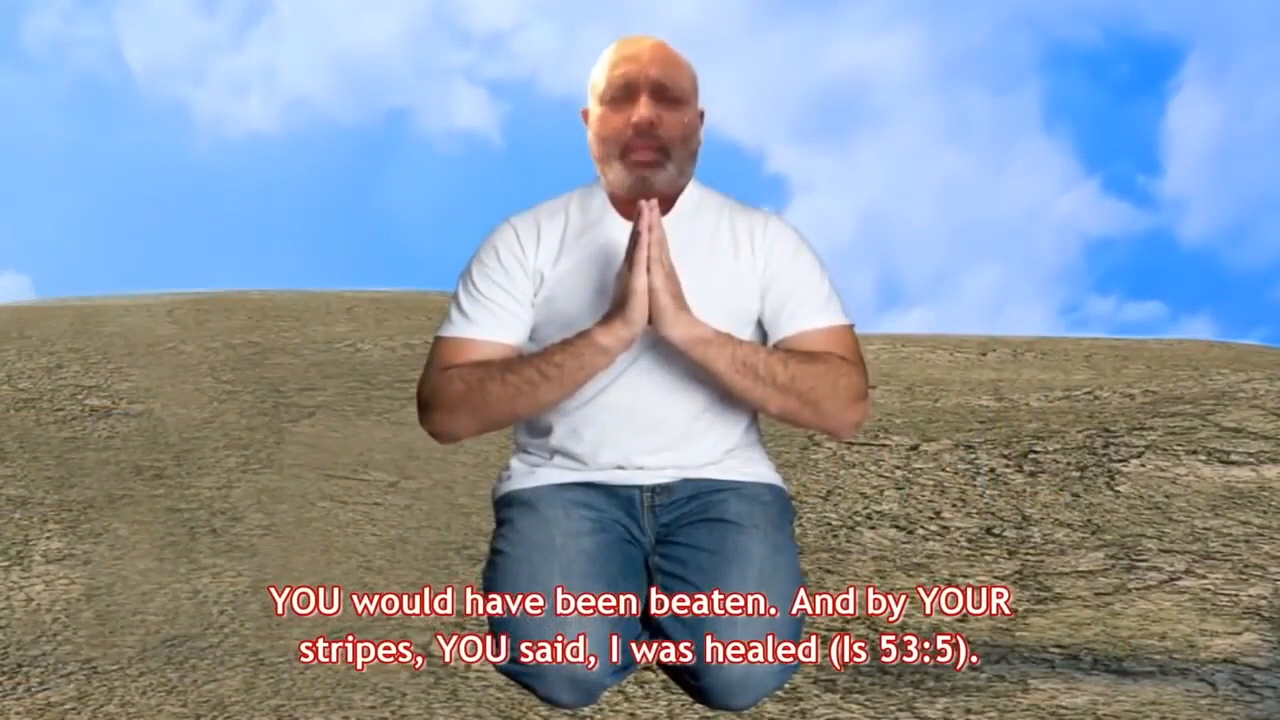 YOU would have been beaten. And by YOUR
stripes, YOU said, I was healed (Is 53:5).